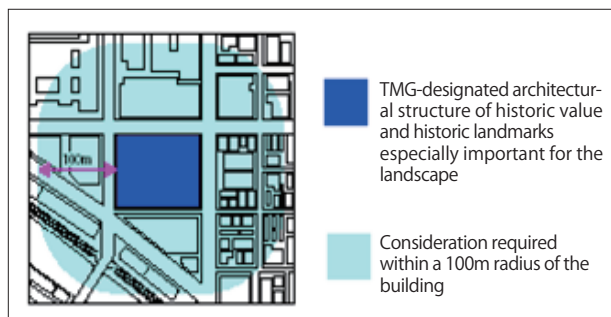 100m
TMG-designated architectur-
al structure of historic value
and historic landmarks
especially important for the
landscape
Consideration required
within a 100m radius of the
building